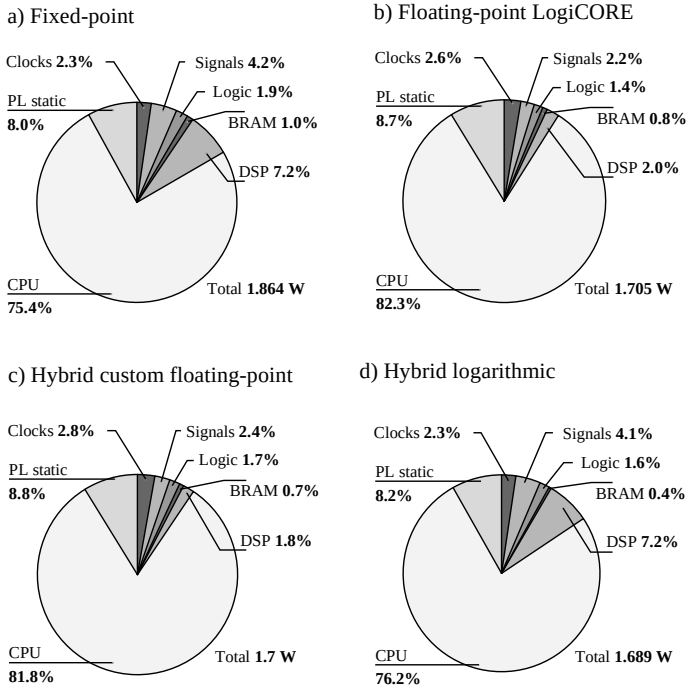 a) Fixed-point
Clocks 2.3%
Signals 4.2%
Logic 1.9%
BRAM 1.0%
DSP 7.2%
PL static
8.0%
CPU
75.4%
Total 1.864 W
b) Floating-point LogiCORE
Clocks 2.6%
Signals 2.2%
Logic 1.4%
BRAM 0.8%
DSP 2.0%
PL static
8.7%
CPU
82.3%
Total 1.705 W
c) Hybrid custom floating-point
Clocks 2.8%
Signals 2.4%
Logic 1.7%
BRAM 0.7%
DSP 1.8%
PL static
8.8%
CPU
81.8%
Total 1.7 W
d) Hybrid logarithmic
Clocks 2.3%
Signals 4.1%
Logic 1.6%
BRAM 0.4%
DSP 7.2%
PL static
8.2%
CPU
76.2%
Total 1.689 W